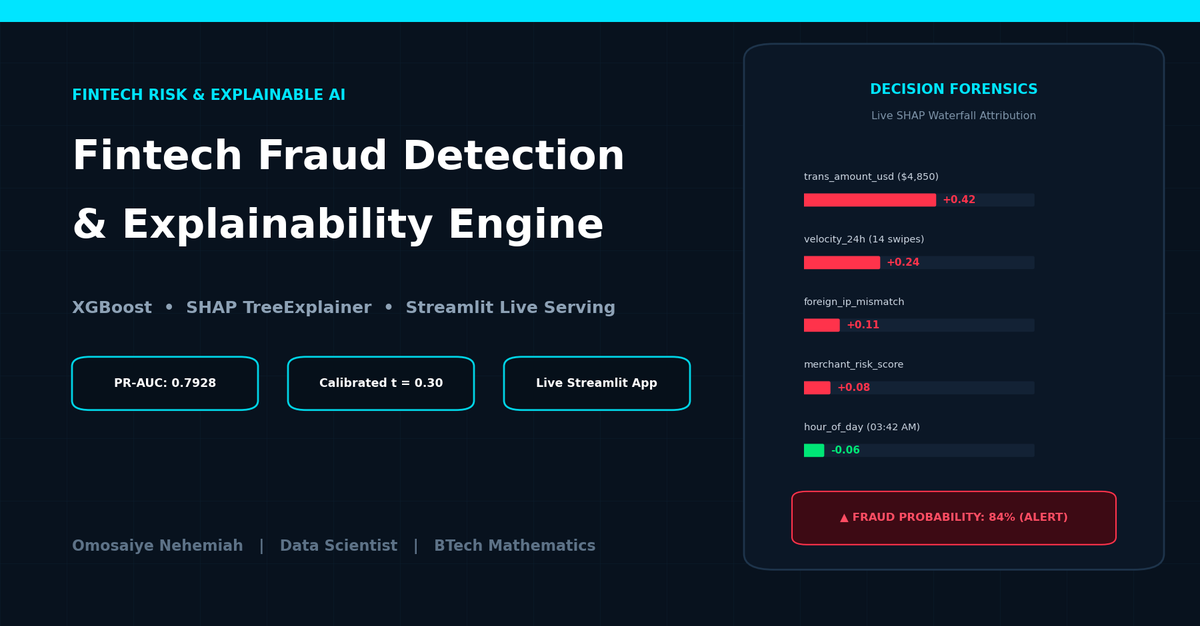 FINTECH RISK & EXPLAINABLE AI
Fintech Fraud Detection
& Explainability Engine
XGBoost • SHAP TreeExplainer • Streamlit Live Serving
PR-AUC: 0.7928
Calibrated t = 0.30
Live Streamlit App
Omosaiye Nehemiah | Data Scientist | BTech Mathematics
DECISION FORENSICS
Live SHAP Waterfall Attribution
trans_amount_usd ($4,850)
+0.42
velocity_24h (14 swipes)
+0.24
foreign_ip_mismatch
+0.11
merchant_risk_score
+0.08
hour_of_day (03:42 AM)
-0.06
▲ FRAUD PROBABILITY: 84% (ALERT)